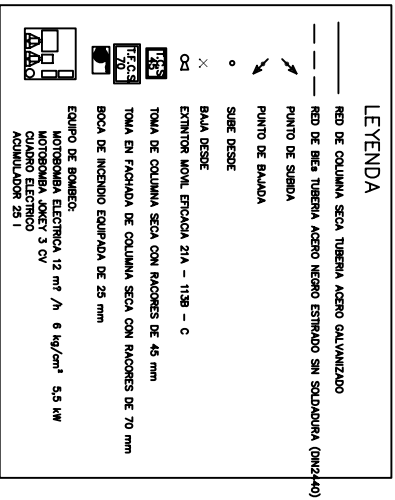 LEYENDA
RED DE COLUMNA SECA TUBERIA ACERO GALVANIZADO
RED DE BIEs TUBERIA ACERO NEGRO ESTIRADO SIN SOLDADURA (DIN2440)
PUNTO DE SUBIDA
PUNTO DE BAJADA
SUBE DESDE
BAJA DESDE
EXTINTOR MOVIL EFICACIA 21A - 113B - C
T.C.S
45
TOMA DE COLUMNA SECA CON RACORES DE 45 mm
T.F.C.S
70
TOMA EN FACHADA DE COLUMNA SECA CON RACORES DE 70 mm
BOCA DE INCENDIO EQUIPADA DE 25 mm
EQUIPO DE BOMBEO:
MOTOBOMBA ELECTRICA 12 m³ /h 6 kg/cm² 5,5 kW
MOTOBOMBA JOKEY 3 CV
CUADRO ELECTRICO
ACUMULADOR 25 l